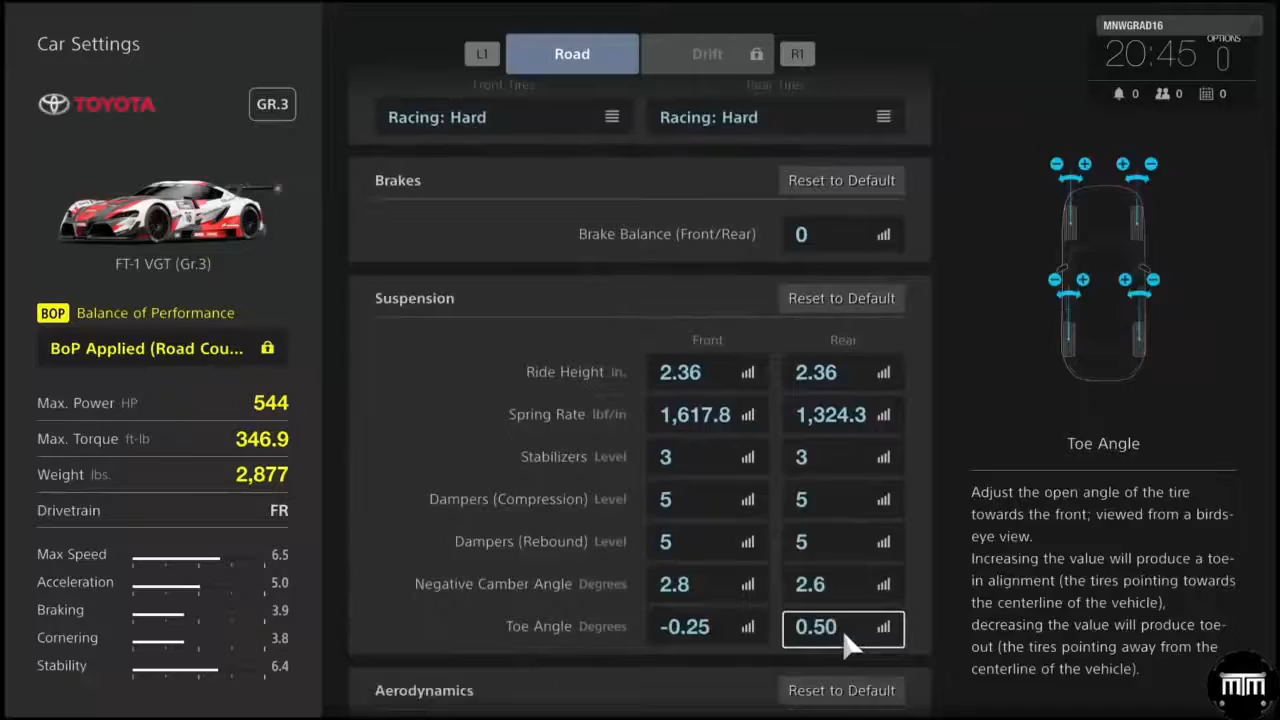 Car Settings
TOYOTA
GR.3
FT-1 VGT (Gr.3)
BOP Balance of Performance
BoP Applied (Road Cou...
Max. Power HP 544
Max. Torque ft-lb 346.9
Weight lbs. 2,877
Drivetrain FR
Max Speed 6.5
Acceleration 5.0
Braking 3.9
Cornering 3.8
Stability 6.4
L1 Road Drift R1
Front Tires Rear Tires
Racing: Hard Racing: Hard
Brakes Reset to Default
Brake Balance (Front/Rear) 0
Suspension Reset to Default
Front Rear
Ride Height in. 2.36 2.36
Spring Rate lbf/in 1,617.8 1,324.3
Stabilizers Level 3 3
Dampers (Compression) Level 5 5
Dampers (Rebound) Level 5 5
Negative Camber Angle Degrees 2.8 2.6
Toe Angle Degrees -0.25 0.50
Aerodynamics Reset to Default
MNWGRAD16
20:45 OPTIONS
0 0 0
Toe Angle
Adjust the open angle of the tire
towards the front; viewed from a birds-
eye view.
Increasing the value will produce a toe-
in alignment (the tires pointing towards
the centerline of the vehicle),
decreasing the value will produce toe-
out (the tires pointing away from the
centerline of the vehicle).
MTM